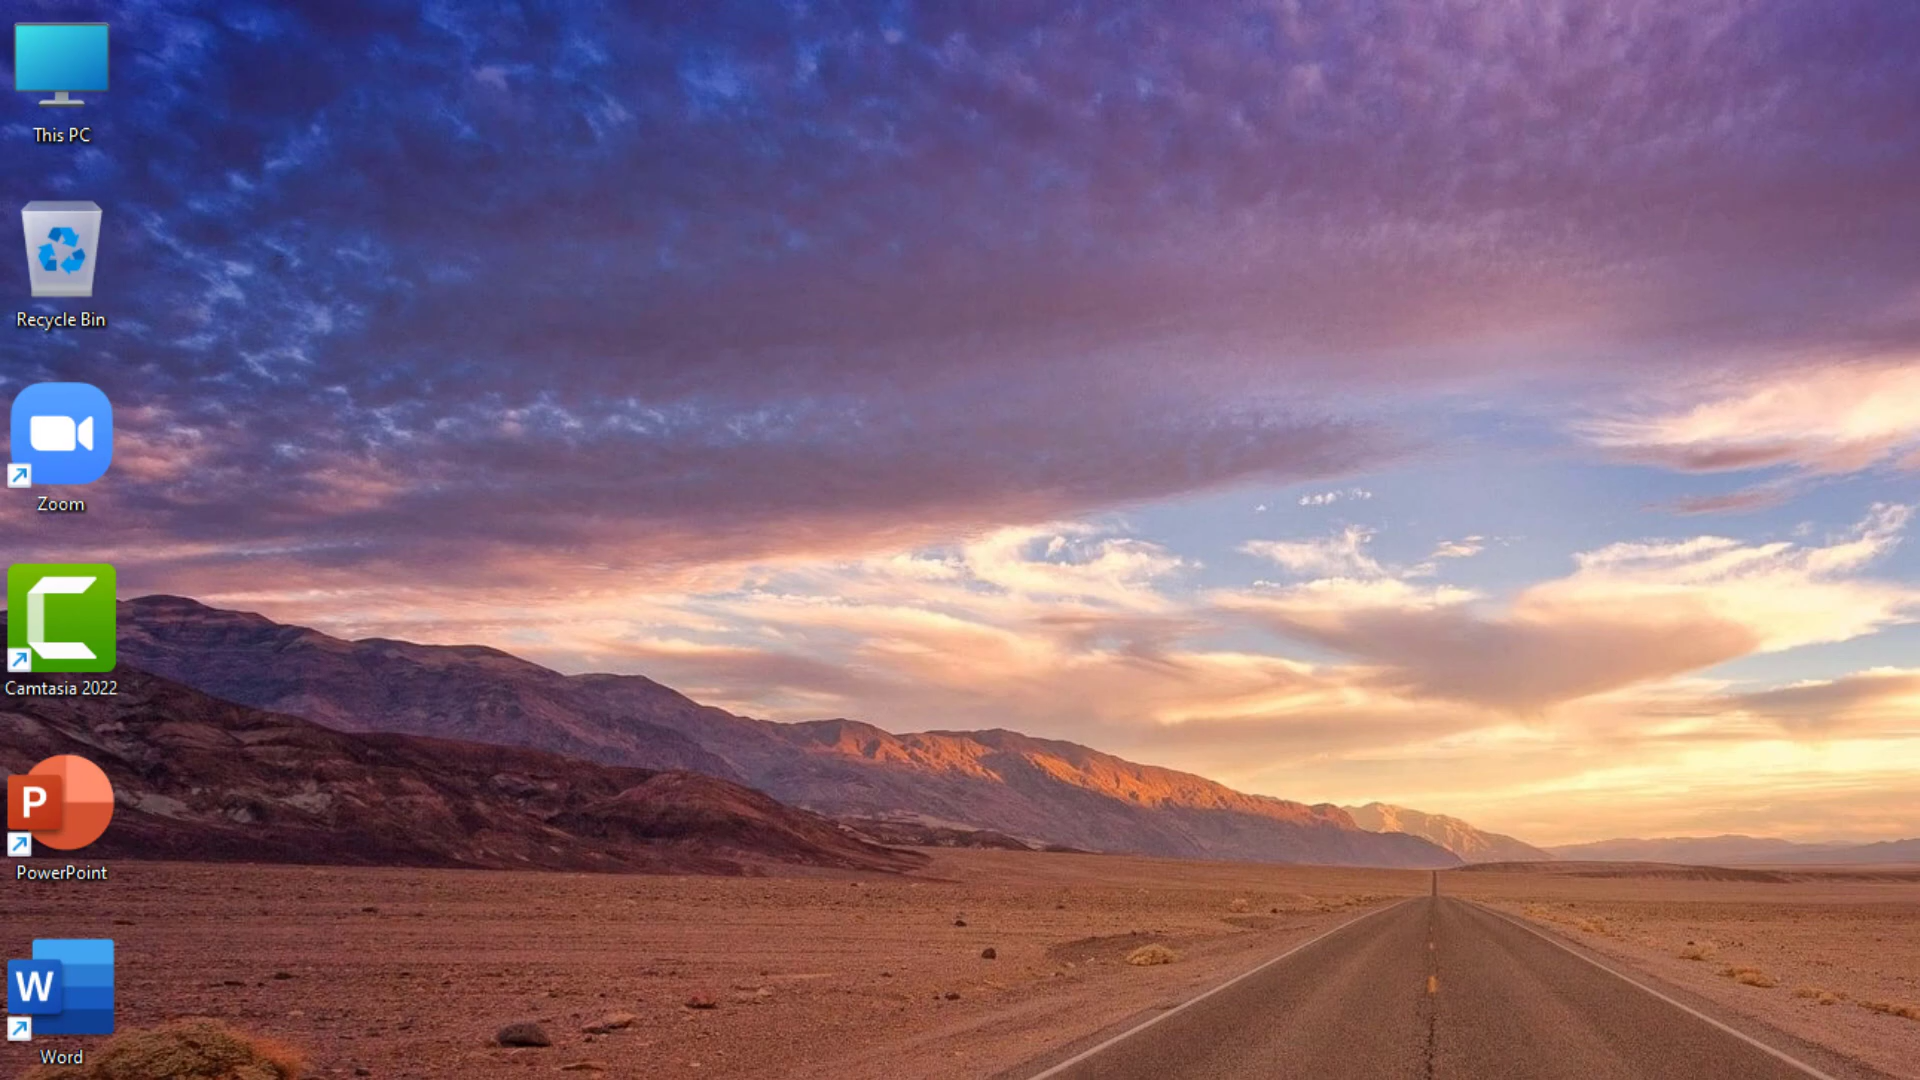 This PC
Recycle Bin
Zoom
Camtasia 2022
P
PowerPoint
W
Word